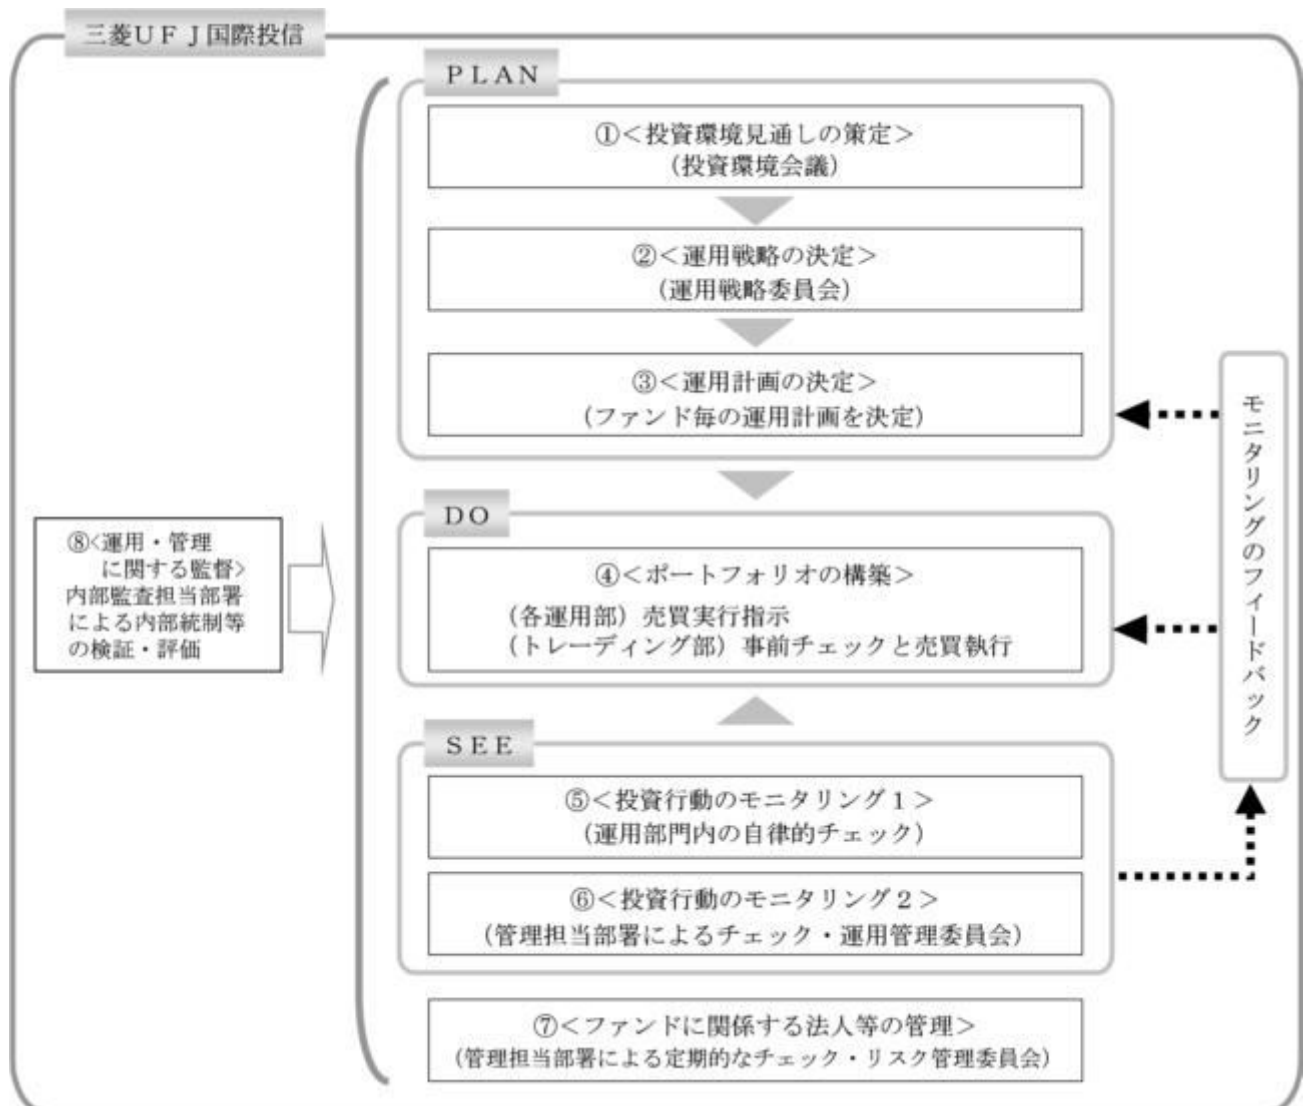 三菱UFJ国際投信
PLAN
①<投資環境見通しの策定>
(投資環境会議)
②<運用戦略の決定>
(運用戦略委員会)
③<運用計画の決定>
(ファンド毎の運用計画を決定)
DO
④<ポートフォリオの構築>
(各運用部)売買実行指示
(トレーディング部)事前チェックと売買執行
SEE
⑤<投資行動のモニタリング1>
(運用部門内の自律的チェック)
⑥<投資行動のモニタリング2>
(管理担当部署によるチェック・運用管理委員会)
⑦<ファンドに関係する法人等の管理>
(管理担当部署による定期的なチェック・リスク管理委員会)
⑧<運用・管理
に関する監督>
内部監査担当部署
による内部統制等
の検証・評価
モニタリングのフィードバック